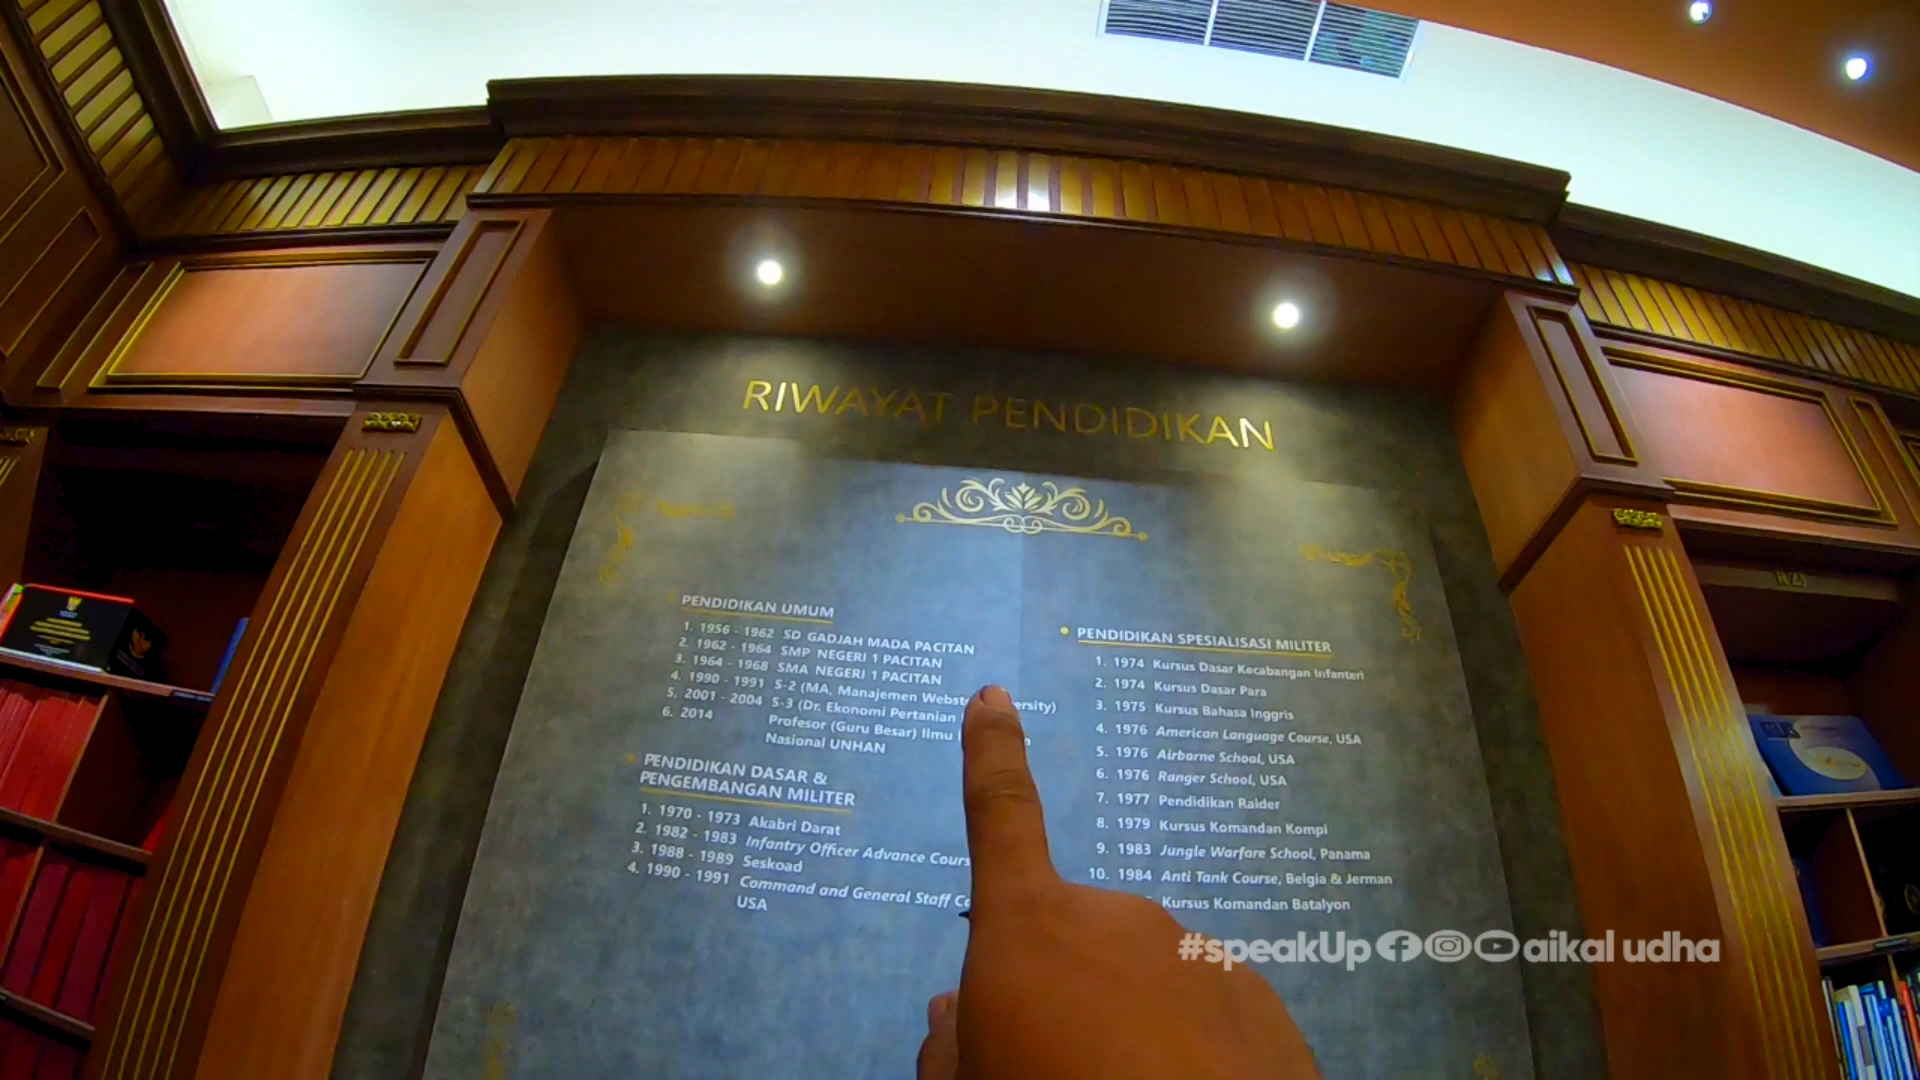 RIWAYAT PENDIDIKAN
PENDIDIKAN UMUM
1. 1956 - 1962 SD GADJAH MADA PACITAN
2. 1962 - 1964 SMP NEGERI 1 PACITAN
3. 1964 - 1968 SMA NEGERI 1 PACITAN
4. 1990 - 1991 S-2 (MA, Manajemen
5. 2001 - 2004 S-3 (Dr. Ekonomi Pertanian
6. 2014 Profesor (Guru Besar) Ilmu
Nasional UNHAN
PENDIDIKAN DASAR &
PENGEMBANGAN MILITER
1. 1970 - 1973 Akabri Darat
2. 1982 - 1983 Infantry Officer Advance
3. 1988 - 1989 Seskoad
4. 1990 - 1991 Command and General Staff
USA
PENDIDIKAN SPESIALISASI MILITER
1. 1974 Kursus Dasar Kecabangan Infanteri
2. 1974 Kursus Dasar Para
3. 1975 Kursus Bahasa Inggris
4. 1976 American Language Course, USA
5. 1976 Airborne School, USA
6. 1976 Ranger School, USA
7. 1977 Pendidikan Raider
8. 1979 Kursus Komandan Kompi
9. 1983 Jungle Warfare School, Panama
10. 1984 Anti Tank Course, Belgia & Jerman
Kursus Komandan Batalyon
ATLAS
#speakUp aikal udha